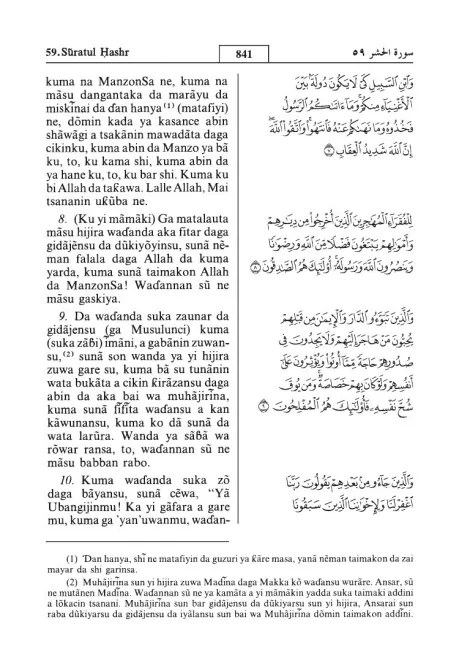 59. Sūratul Ḥashr
841
سورة الحشر ٥٩
kuma na ManzonSa ne, kuma na
māsu dangantaka da marāyu da
miskīnai da ɗan hanya⁽¹⁾ (matafiyi)
ne, dōmin kada ya kasance abin
shāwāgi a tsakānin mawadāta daga
cikinku, kuma abin da Manzo ya bā
ku, to, ku kama shi, kuma abin da
ya hane ku, to, ku bar shi. Kuma ku
bi Allah da taƙawa. Lalle Allah, Mai
tsananin uƙūba ne.
8. (Ku yi māmāki) Ga matalauta
māsu hijira waɗanda aka fitar daga
gidājensu da dūkiyōyinsu, sunā nē-
man falala daga Allah da kuma
yarda, kuma sunā taimakon Allah
da ManzonSa! Waɗannan sū ne
māsu gaskiya.
9. Da waɗanda suka zaunar da
gidājensu (ga Musulunci) kuma
(suka zāɓi) īmāni, a gabānin zuwan-
su,⁽²⁾ sunā son wanda ya yi hijira
zuwa gare su, kuma bā su tunānin
wata bukāta a cikin ƙirāzansu daga
abin da aka bai wa muhājirīna,
kuma sunā fīfīta waɗansu a kan
kāwunansu, kuma ko dā sunā da
wata larūra. Wanda ya sāɓā wa
rōwar ransa, to, waɗannan sū ne
māsu babban rabo.
10. Kuma waɗanda suka zō
daga bāyansu, sunā cēwa, “Yā
Ubangijinmu! Ka yi gāfara a gare
mu, kuma ga 'yan'uwanmu, waɗan-
وَٱبْنِ ٱلسَّبِيلِ كَىْ لَا يَكُونَ دُولَةًۢ بَيْنَ
ٱلْأَغْنِيَآءِ مِنكُمْ ۚ وَمَآ ءَاتَىٰكُمُ ٱلرَّسُولُ
فَخُذُوهُ وَمَا نَهَىٰكُمْ عَنْهُ فَٱنتَهُوا۟ ۚ وَٱتَّقُوا۟ ٱللَّهَ ۖ
إِنَّ ٱللَّهَ شَدِيدُ ٱلْعِقَابِ ٧
لِلْفُقَرَآءِ ٱلْمُهَـٰجِرِينَ ٱلَّذِينَ أُخْرِجُوا۟ مِن دِيَـٰرِهِمْ
وَأَمْوَٰلِهِمْ يَبْتَغُونَ فَضْلًا مِّنَ ٱللَّهِ وَرِضْوَٰنًا
وَيَنصُرُونَ ٱللَّهَ وَرَسُولَهُۥٓ ۚ أُو۟لَـٰٓئِكَ هُمُ ٱلصَّـٰدِقُونَ ٨
وَٱلَّذِينَ تَبَوَّءُو ٱلدَّارَ وَٱلْإِيمَـٰنَ مِن قَبْلِهِمْ
يُحِبُّونَ مَنْ هَاجَرَ إِلَيْهِمْ وَلَا يَجِدُونَ فِى
صُدُورِهِمْ حَاجَةً مِّمَّآ أُوتُوا۟ وَيُؤْثِرُونَ عَلَىٰٓ
أَنفُسِهِمْ وَلَوْ كَانَ بِهِمْ خَصَاصَةٌ ۚ وَمَن يُوقَ
شُحَّ نَفْسِهِۦ فَأُو۟لَـٰٓئِكَ هُمُ ٱلْمُفْلِحُونَ ٩
وَٱلَّذِينَ جَآءُو مِنۢ بَعْدِهِمْ يَقُولُونَ رَبَّنَا
ٱغْفِرْ لَنَا وَلِإِخْوَٰنِنَا ٱلَّذِينَ سَبَقُونَا
(1) Ɗan hanya, shī ne matafiyin da guzuri ya ƙāre masa, yanā nēman taimakon da zai
mayar da shi garinsa.
(2) Muhājirīna sun yi hijira zuwa Madīna daga Makka kō waɗansu wurāre. Ansar, sū
ne mutānen Madīna. Waɗannan sū ne ya kamāta a yi māmākin yadda suka taimaki addini
a lōkacin tsanani. Muhājirīna sun bar gidājensu da dūkiyarsu sun yi hijira, Ansarai sun
raba dūkiyarsu da gidājensu da iyālansu sun bai wa Muhājirīna dōmin taimakon addīni.